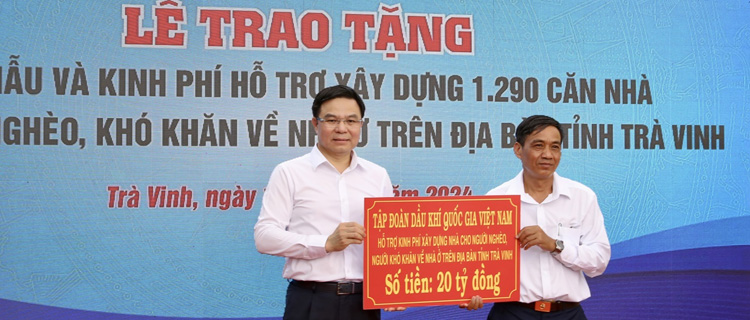 LỄ TRAO TẶNG
MẪU VÀ KINH PHÍ HỖ TRỢ XÂY DỰNG 1.290 CĂN NHÀ
NGHÈO, KHÓ KHĂN VỀ Ở TRÊN ĐỊA TỈNH TRÀ VINH
Trà Vinh, ngày 2024
TẬP ĐOÀN DẦU KHÍ QUỐC GIA VIỆT NAM
HỖ TRỢ KINH PHÍ XÂY DỰNG NHÀ CHO NGƯỜI NGHÈO,
NGƯỜI KHÓ KHĂN VỀ NHÀ Ở TRÊN ĐỊA BÀN TỈNH TRÀ VINH
Số tiền: 20 tỷ đồng